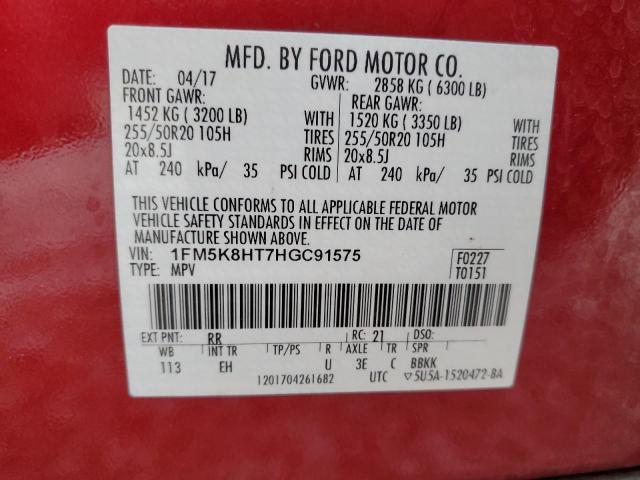 MFD. BY FORD MOTOR CO.
DATE: 04/17 GVWR: 2858 KG ( 6300 LB)
FRONT GAWR: REAR GAWR:
1452 KG ( 3200 LB) WITH 1520 KG ( 3350 LB) WITH
255/50R20 105H TIRES 255/50R20 105H TIRES
20x8.5J RIMS 20x8.5J RIMS
AT 240 kPa/ 35 PSI COLD AT 240 kPa/ 35 PSI COLD
THIS VEHICLE CONFORMS TO ALL APPLICABLE FEDERAL MOTOR
VEHICLE SAFETY STANDARDS IN EFFECT ON THE DATE OF
MANUFACTURE SHOWN ABOVE.
VIN: 1FM5K8HT7HGC91575 F0227
TYPE: MPV T0151
EXT PNT: RR RC: 21 DSO:
WB INT TR TP/PS R AXLE TR SPR
113 EH U 3E C BBKK
1201704261682 UTC ▽5U5A-1520472-BA